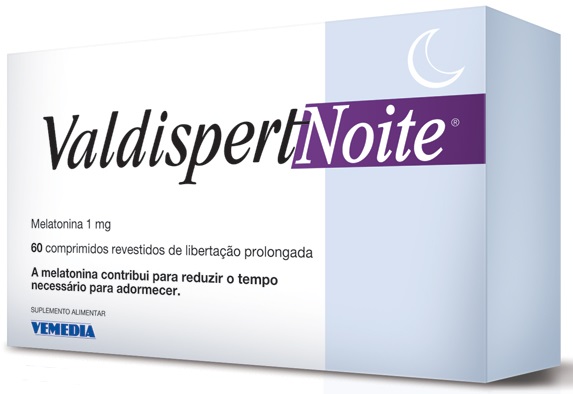 ValdispertNoite®
Melatonina 1 mg
60 comprimidos revestidos de libertação prolongada
A melatonina contribui para reduzir o tempo
necessário para adormecer.
SUPLEMENTO ALIMENTAR
VEMEDIA